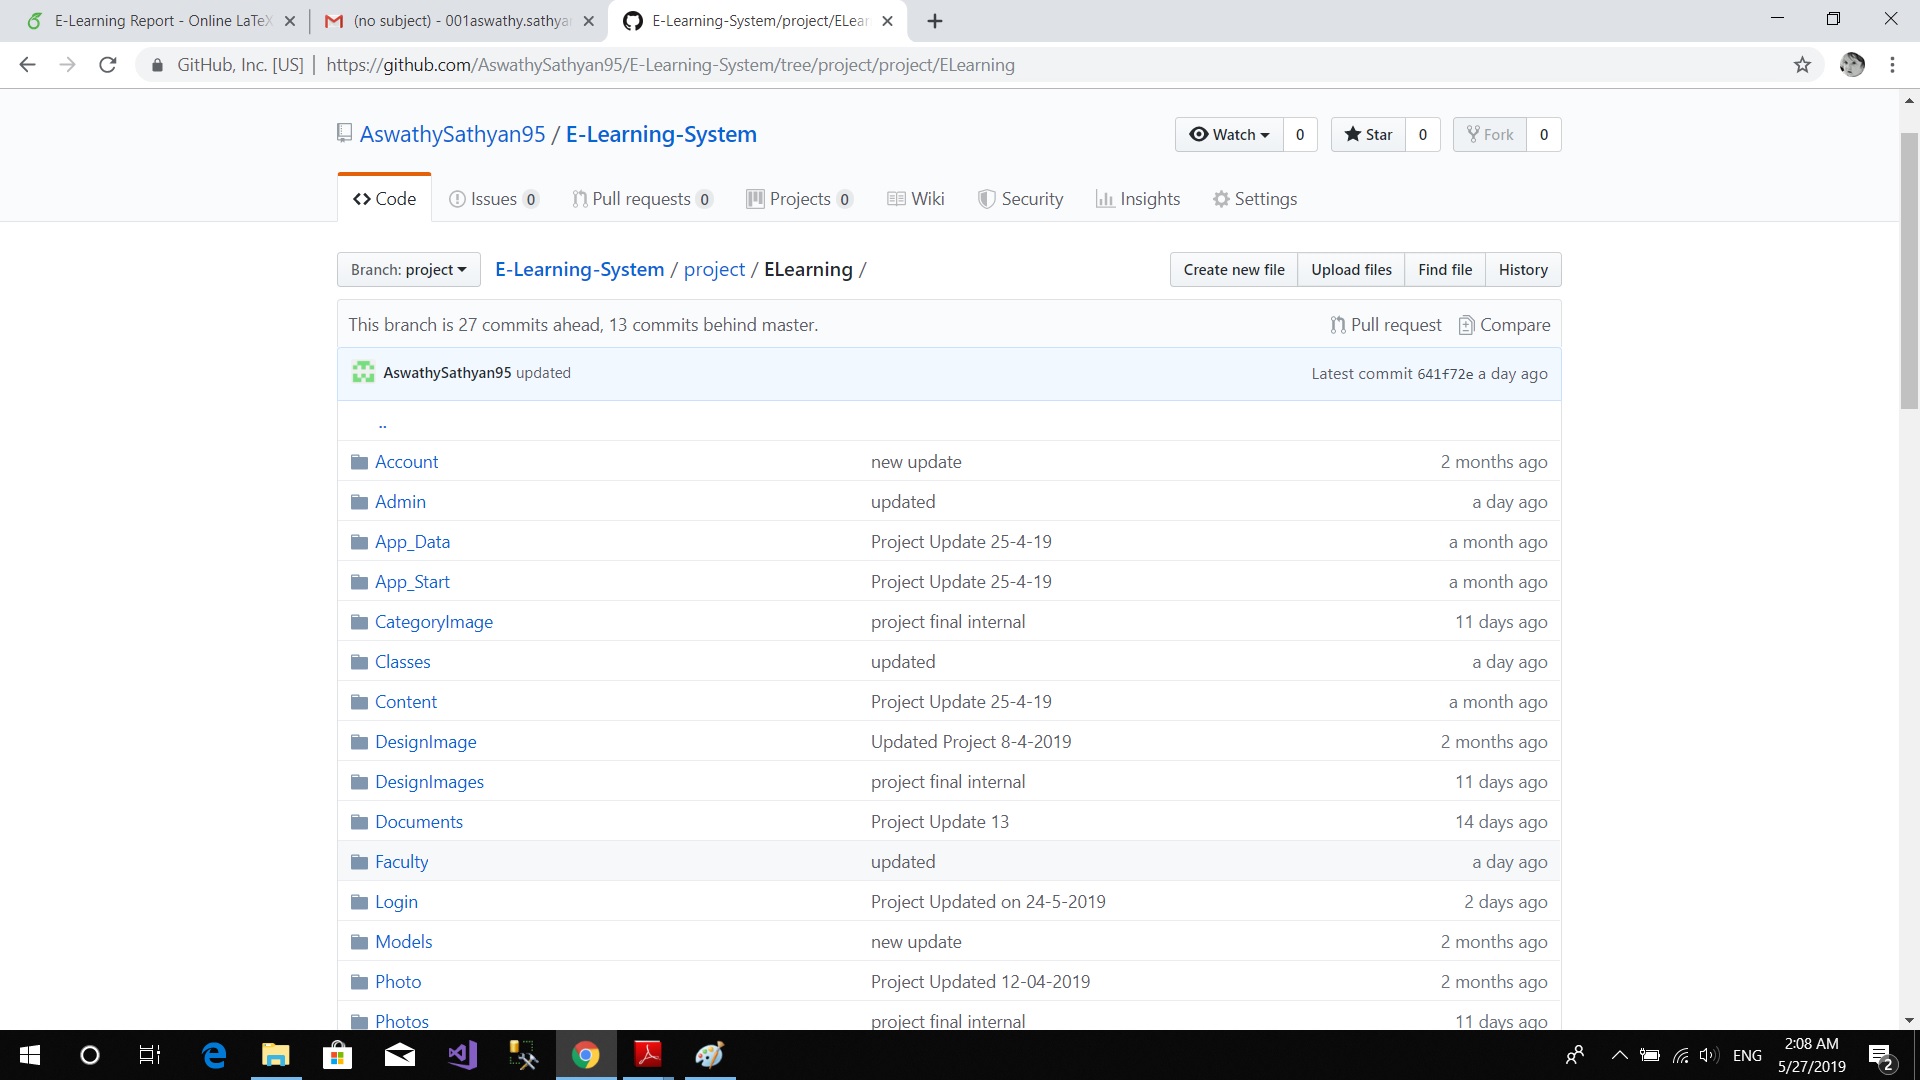 E-Learning Report - Online LaTeX
(no subject) - 001aswathy.sathyan
E-Learning-System/project/ELear
GitHub, Inc. [US] | https://github.com/AswathySathyan95/E-Learning-System/tree/project/project/ELearning
AswathySathyan95 / E-Learning-System
Watch 0 Star 0 Fork 0
Code Issues 0 Pull requests 0 Projects 0 Wiki Security Insights Settings
Branch: project E-Learning-System / project / ELearning / Create new file Upload files Find file History
This branch is 27 commits ahead, 13 commits behind master. Pull request Compare
AswathySathyan95 updated Latest commit 641f72e a day ago
..
Account new update 2 months ago
Admin updated a day ago
App_Data Project Update 25-4-19 a month ago
App_Start Project Update 25-4-19 a month ago
CategoryImage project final internal 11 days ago
Classes updated a day ago
Content Project Update 25-4-19 a month ago
DesignImage Updated Project 8-4-2019 2 months ago
DesignImages project final internal 11 days ago
Documents Project Update 13 14 days ago
Faculty updated a day ago
Login Project Updated on 24-5-2019 2 days ago
Models new update 2 months ago
Photo Project Updated 12-04-2019 2 months ago
Photos project final internal 11 days ago
ENG 2:08 AM
5/27/2019 2